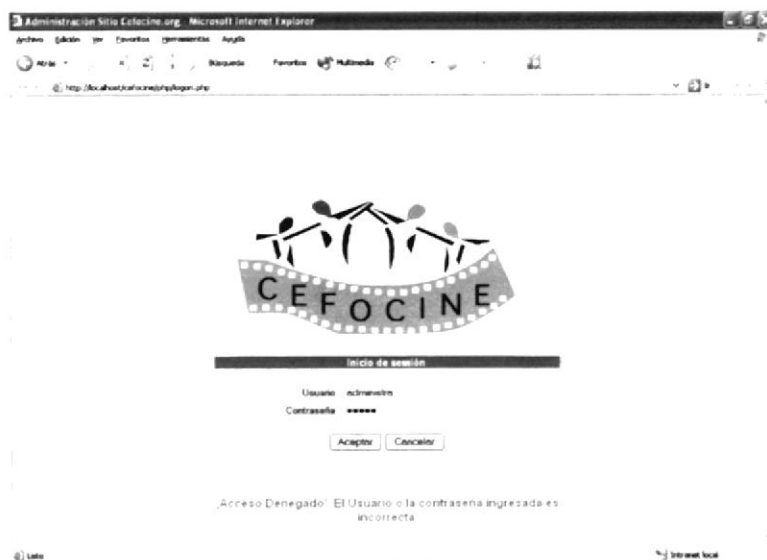 Administración Sitio Cefocine.org Microsoft Internet Explorer
Archivo Edición Ver Favoritos Herramientas Ayuda
Atrás Búsqueda Favoritos Multimedia
http://localhost/cefocine/php/logon.php
CEFOCINE
Inicio de sessión
Usuario
Contraseña •••••
Aceptar Cancelar
¡Acceso Denegado! El Usuario o la contraseña ingresada es
incorrecta
Listo Intranet local